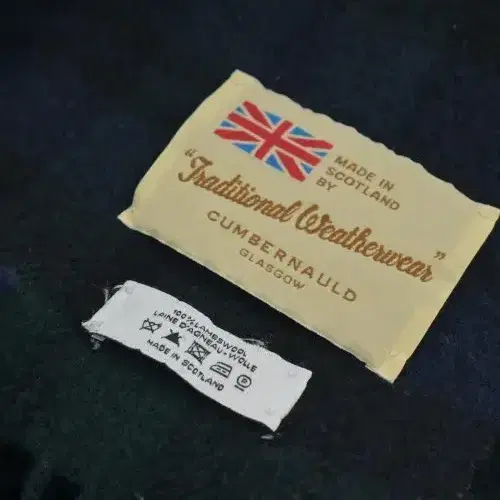 MADE IN
SCOTLAND
BY
“Traditional Weatherwear”
CUMBERNAULD
GLASGOW
100% LAMBSWOOL
LAINE D'AGNEAU-WOLLE
MADE IN SCOTLAND